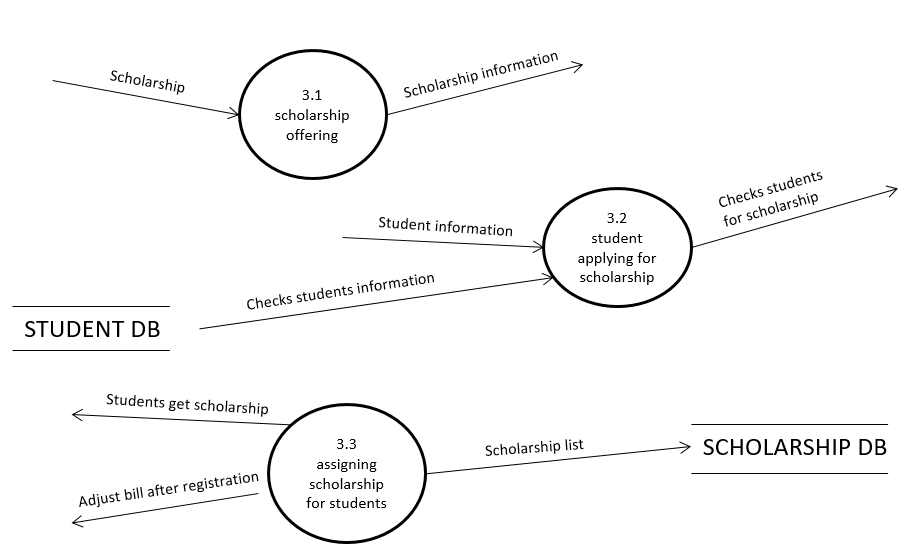 Scholarship
3.1
scholarship
offering
Scholarship information
Student information
3.2
student
applying for
scholarship
Checks students
for scholarship
Checks students information
STUDENT DB
Students get scholarship
Adjust bill after registration
3.3
assigning
scholarship
for students
Scholarship list
SCHOLARSHIP DB